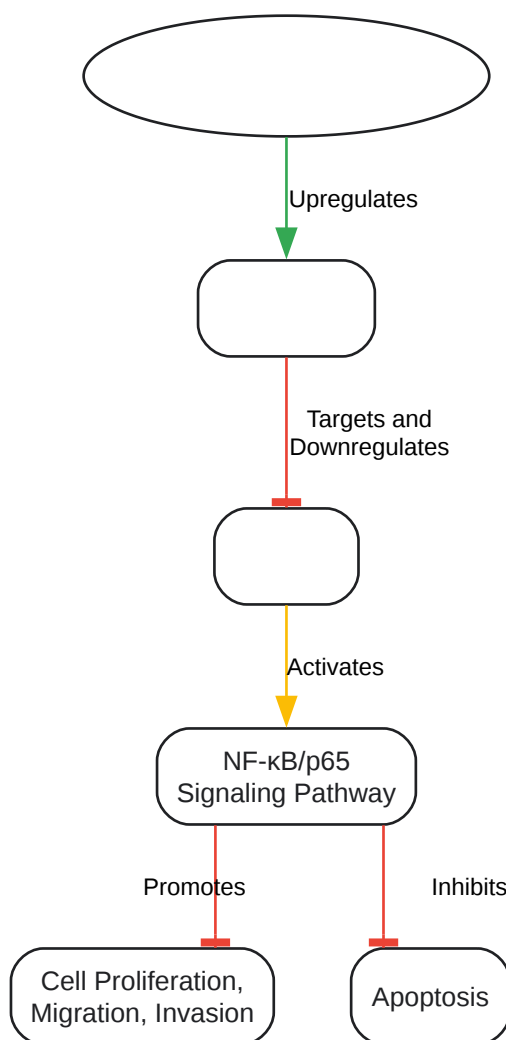 Upregulates
Targets and
Downregulates
Activates
NF-κB/p65
Signaling Pathway
Promotes
Inhibits
Cell Proliferation,
Migration, Invasion
Apoptosis